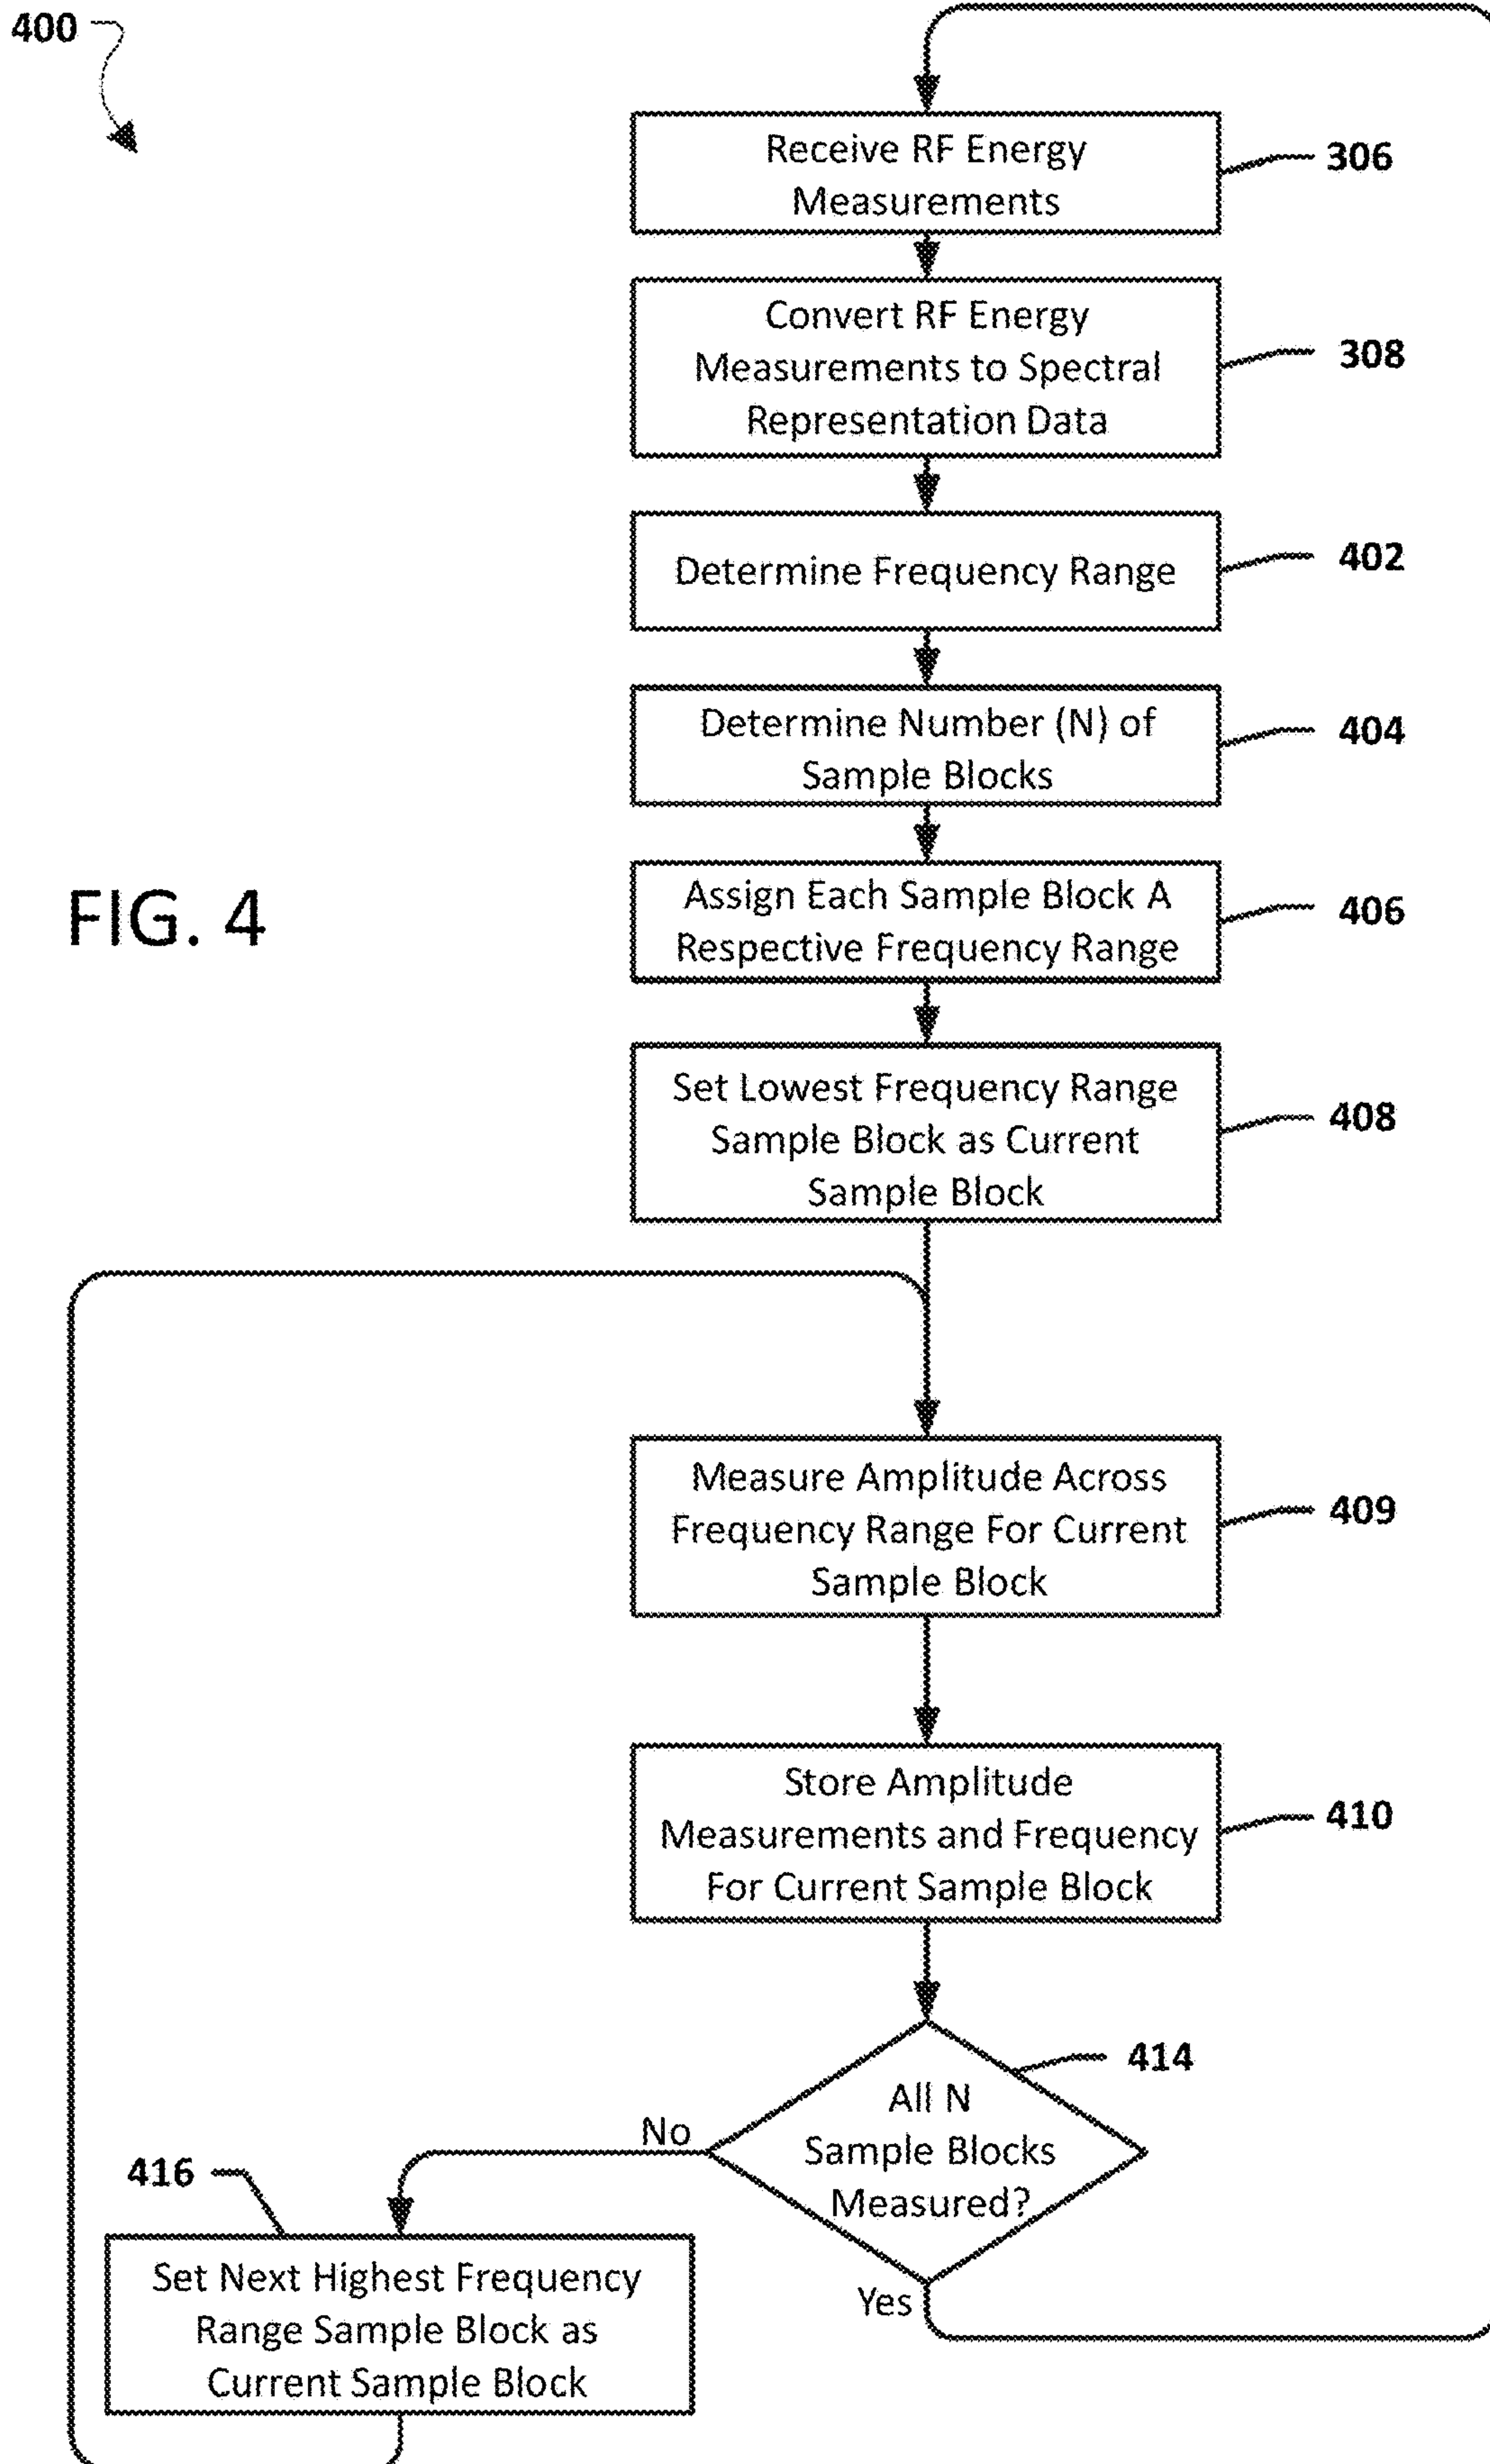 400
Receive RF Energy
Measurements
306
Convert RF Energy
Measurements to Spectral
Representation Data
308
Determine Frequency Range
402
Determine Number (N) of
Sample Blocks
404
FIG. 4
Assign Each Sample Block A
Respective Frequency Range
406
Set Lowest Frequency Range
Sample Block as Current
Sample Block
408
Measure Amplitude Across
Frequency Range For Current
Sample Block
409
Store Amplitude
Measurements and Frequency
For Current Sample Block
410
414
All N
Sample Blocks
Measured?
No
Yes
416
Set Next Highest Frequency
Range Sample Block as
Current Sample Block